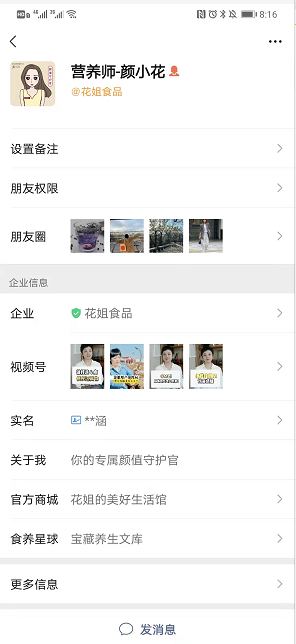 8:16
营养师-颜小花
@花姐食品
设置备注
朋友权限
朋友圈
企业信息
企业 花姐食品
视频号
实名 **涵
关于我 你的专属颜值守护官
官方商城 花姐的美好生活馆
食养星球 宝藏养生文库
更多信息
发消息